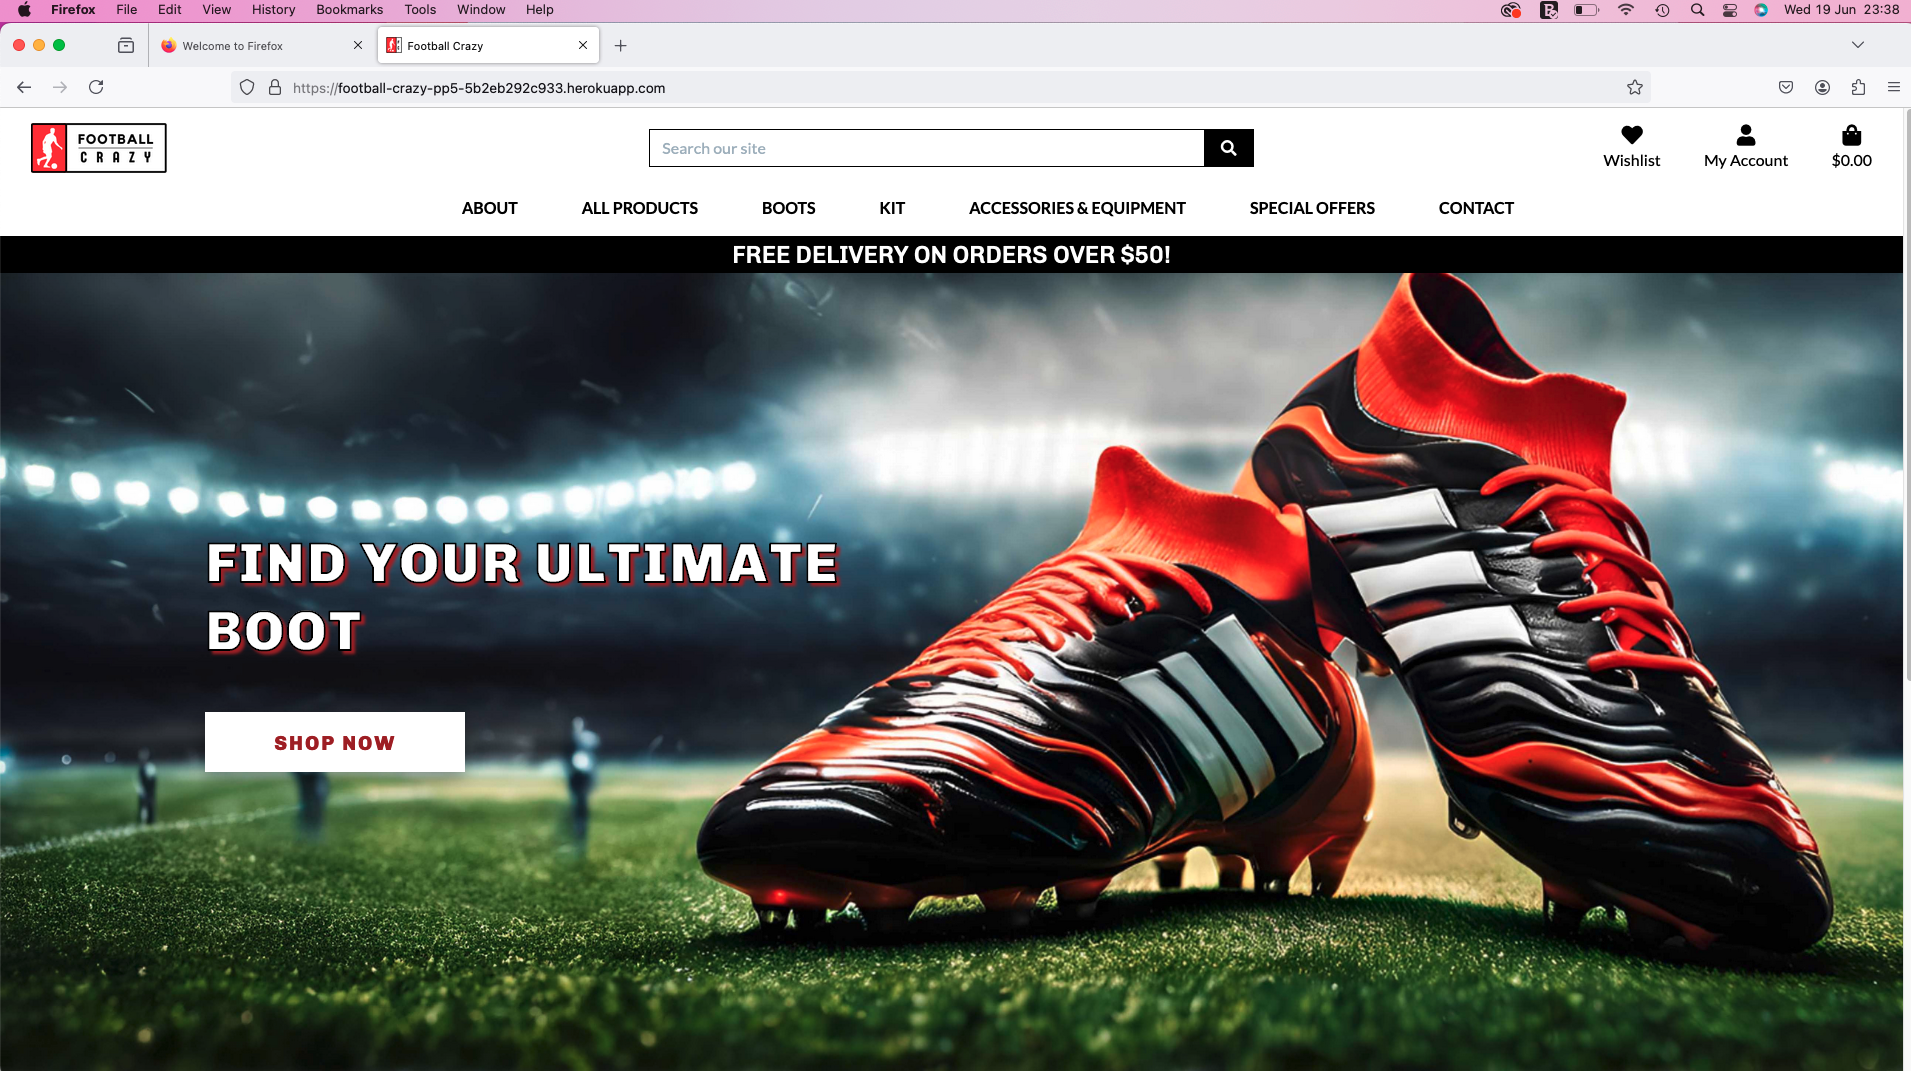 Firefox File Edit View History Bookmarks Tools Window Help Wed 19 Jun 23:38
Welcome to Firefox Football Crazy
https://football-crazy-pp5-5b2eb292c933.herokuapp.com
FOOTBALL
CRAZY
Search our site
Wishlist My Account $0.00
ABOUT ALL PRODUCTS BOOTS KIT ACCESSORIES & EQUIPMENT SPECIAL OFFERS CONTACT
FREE DELIVERY ON ORDERS OVER $50!
FIND YOUR ULTIMATE
BOOT
SHOP NOW